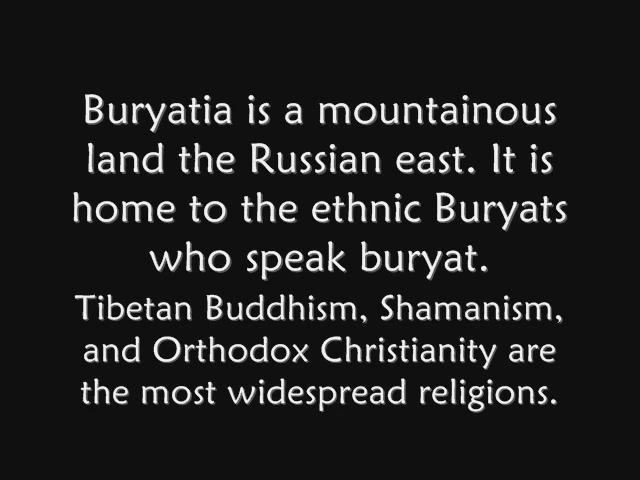 Buryatia is a mountainous
land the Russian east. It is
home to the ethnic Buryats
who speak buryat.
Tibetan Buddhism, Shamanism,
and Orthodox Christianity are
the most widespread religions.